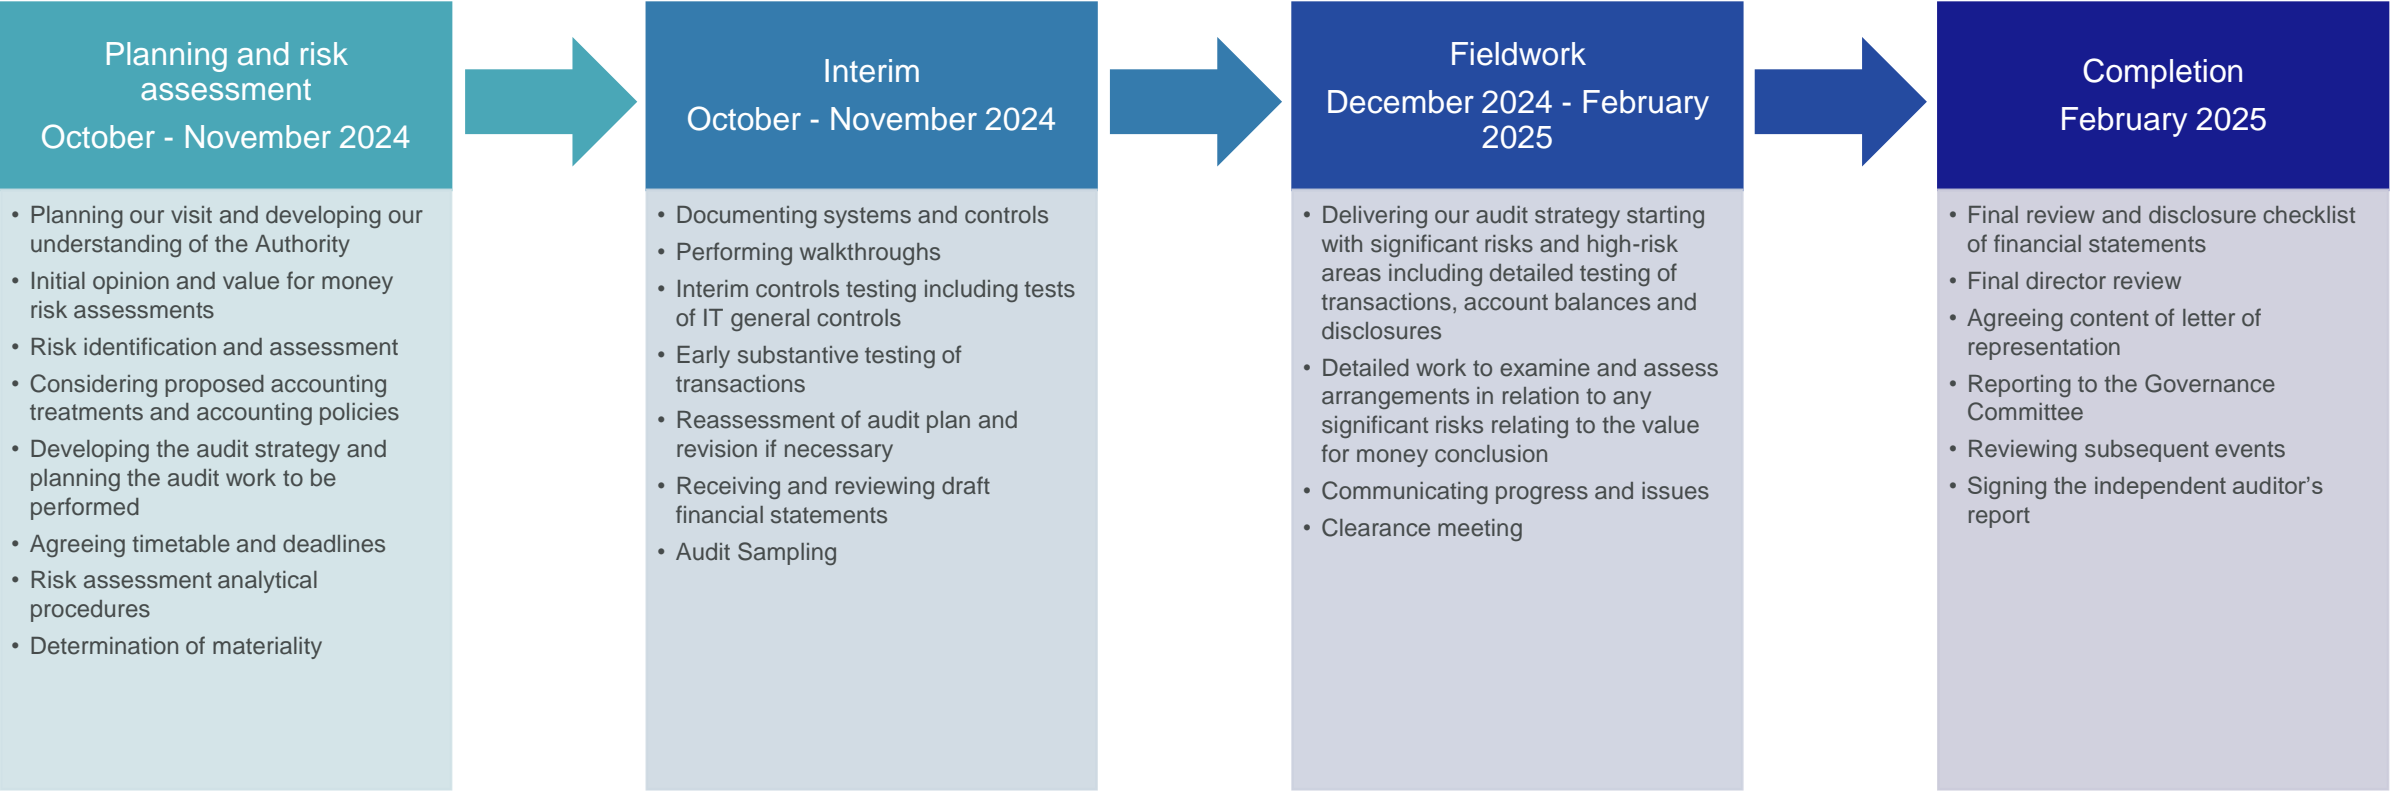 Planning and risk
assessment
October - November 2024
• Planning our visit and developing our
understanding of the Authority
• Initial opinion and value for money
risk assessments
• Risk identification and assessment
• Considering proposed accounting
treatments and accounting policies
• Developing the audit strategy and
planning the audit work to be
performed
• Agreeing timetable and deadlines
• Risk assessment analytical
procedures
• Determination of materiality
Interim
October - November 2024
• Documenting systems and controls
• Performing walkthroughs
• Interim controls testing including tests
of IT general controls
• Early substantive testing of
transactions
• Reassessment of audit plan and
revision if necessary
• Receiving and reviewing draft
financial statements
• Audit Sampling
Fieldwork
December 2024 - February
2025
• Delivering our audit strategy starting
with significant risks and high-risk
areas including detailed testing of
transactions, account balances and
disclosures
• Detailed work to examine and assess
arrangements in relation to any
significant risks relating to the value
for money conclusion
• Communicating progress and issues
• Clearance meeting
Completion
February 2025
• Final review and disclosure checklist
of financial statements
• Final director review
• Agreeing content of letter of
representation
• Reporting to the Governance
Committee
• Reviewing subsequent events
• Signing the independent auditor’s
report